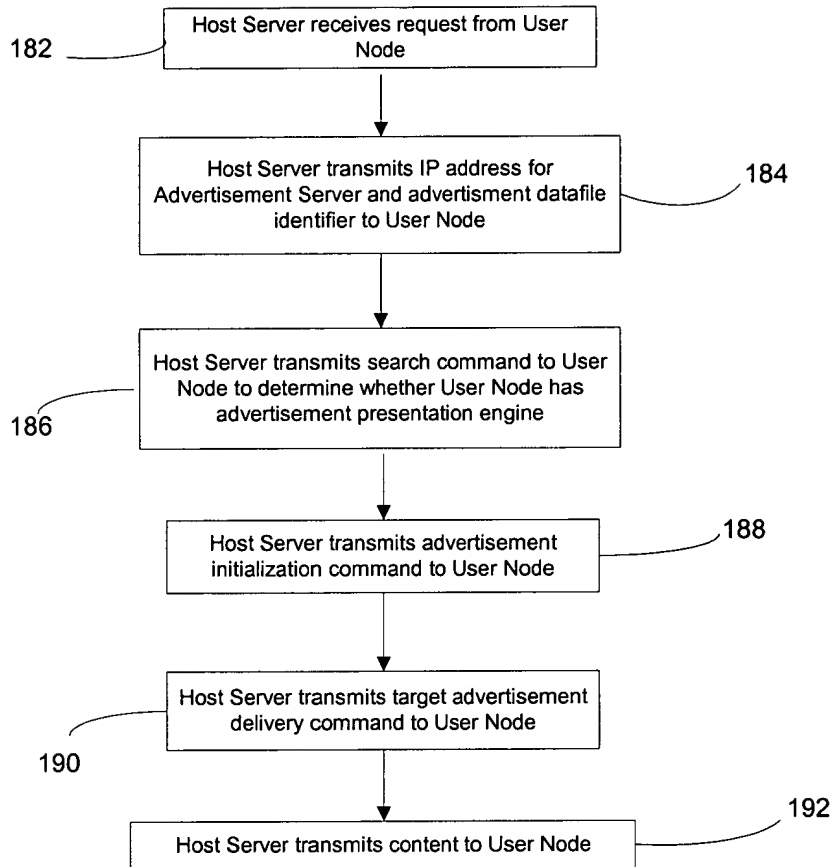 Host Server receives request from User
Node
182
Host Server transmits IP address for
Advertisement Server and advertisment datafile
identifier to User Node
184
Host Server transmits search command to User
Node to determine whether User Node has
advertisement presentation engine
186
Host Server transmits advertisement
initialization command to User Node
188
Host Server transmits target advertisement
delivery command to User Node
190
Host Server transmits content to User Node
192